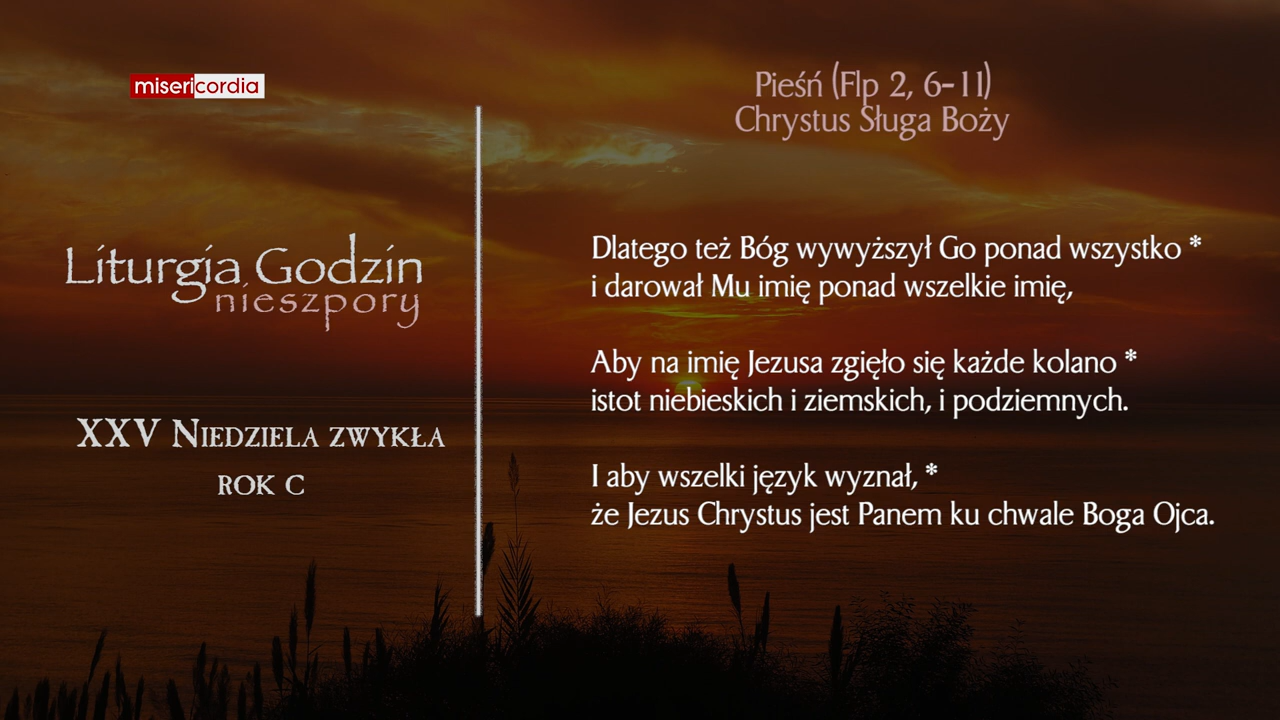 misericordia
Liturgia Godzin
nieszpory
XXV Niedziela zwykła
rok C
Pieśń (Flp 2, 6-11)
Chrystus Sługa Boży
Dlatego też Bóg wywyższył Go ponad wszystko *
i darował Mu imię ponad wszelkie imię,
Aby na imię Jezusa zgięło się każde kolano *
istot niebieskich i ziemskich, i podziemnych.
I aby wszelki język wyznał, *
że Jezus Chrystus jest Panem ku chwale Boga Ojca.